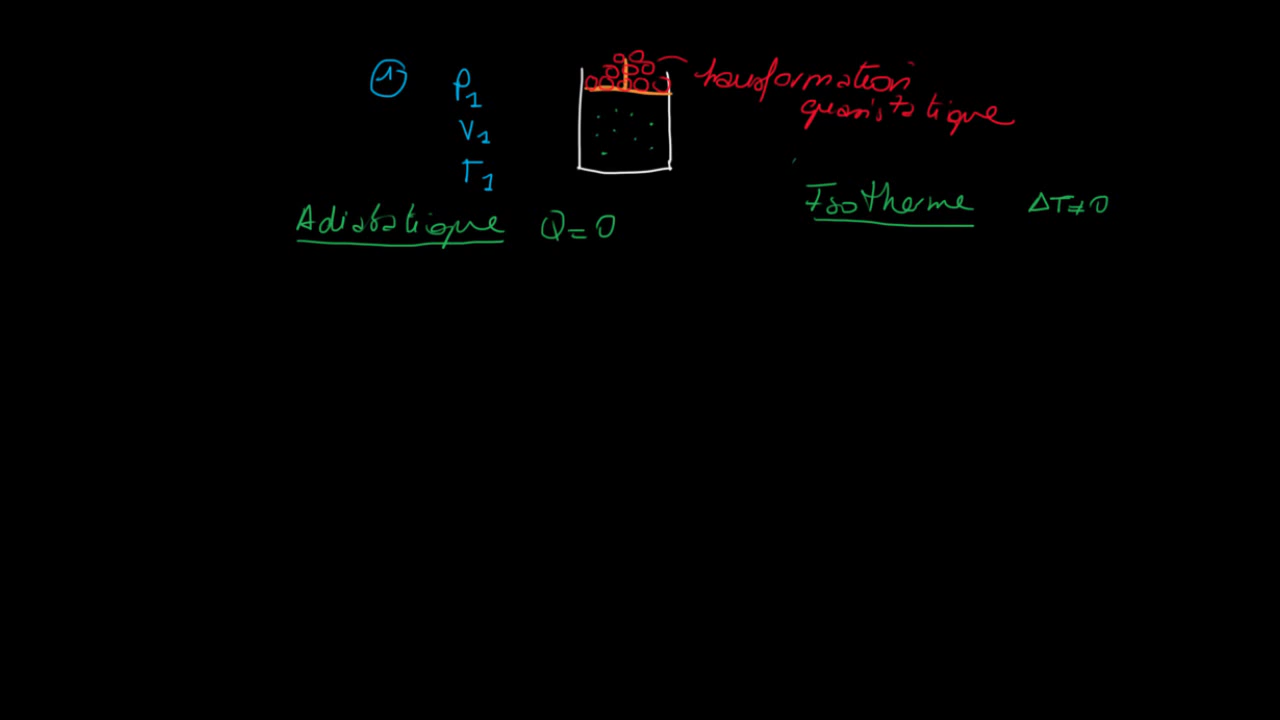 1
P1
V1
T1
transformation
quasistatique
Adiabatique Q=0
Isotherme ΔT≠0